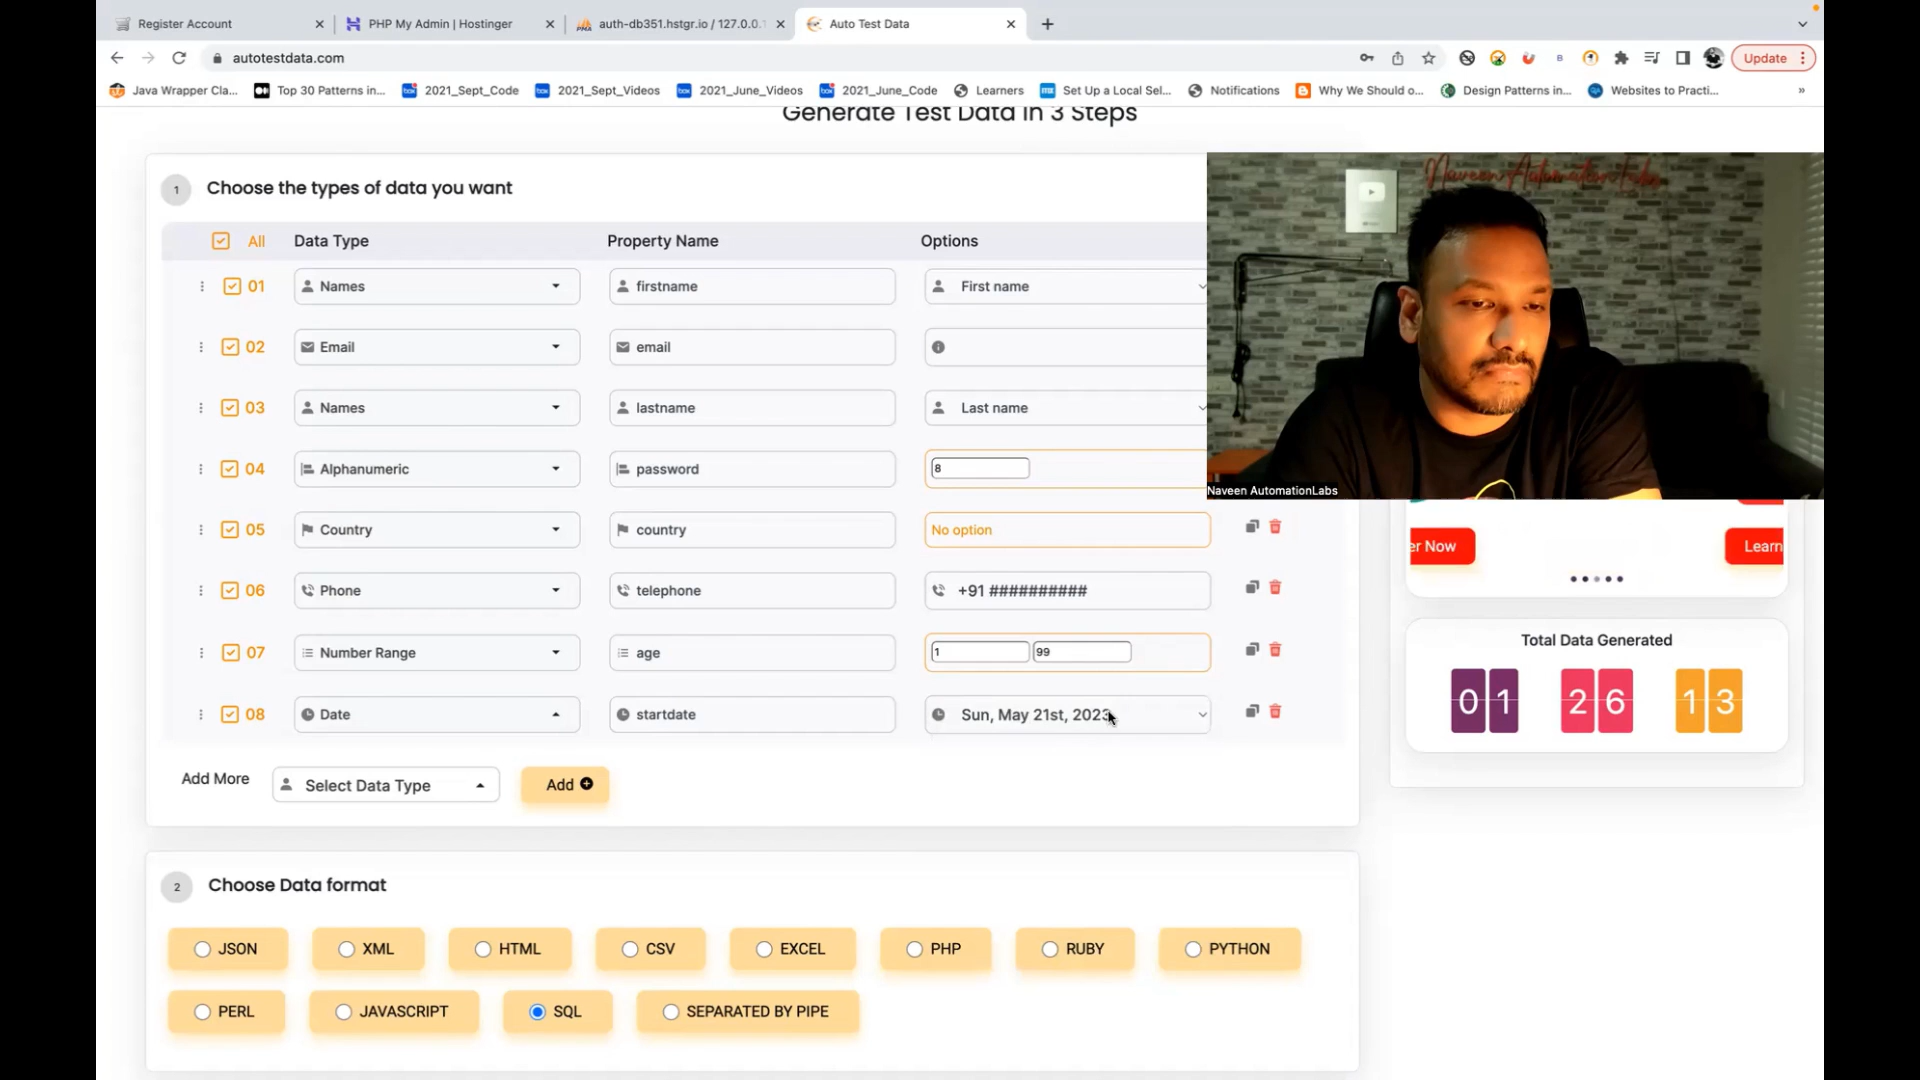 Register Account
PHP My Admin | Hostinger
auth-db351.hstgr.io / 127.0.0.1
Auto Test Data
autotestdata.com
Update
Java Wrapper Cla...
Top 30 Patterns in...
2021_Sept_Code
2021_Sept_Videos
2021_June_Videos
2021_June_Code
Learners
Set Up a Local Sel...
Notifications
Why We Should o...
Design Patterns in...
Websites to Practi...
Generate Test Data in 3 Steps
1 Choose the types of data you want
All Data Type Property Name Options
01 Names firstname First name
02 Email email
03 Names lastname Last name
04 Alphanumeric password 8
05 Country country No option
06 Phone telephone +91 ##########
07 Number Range age 1 99
08 Date startdate Sun, May 21st, 2023
Add More Select Data Type Add
2 Choose Data format
JSON XML HTML CSV EXCEL PHP RUBY PYTHON
PERL JAVASCRIPT SQL SEPARATED BY PIPE
Naveen AutomationLabs
Naveen AutomationLabs
er Now Learn
Total Data Generated
01 26 13